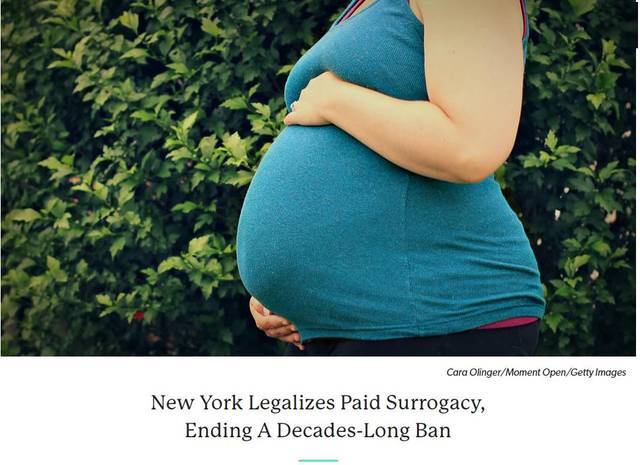 Cara Olinger/Moment Open/Getty Images
New York Legalizes Paid Surrogacy,
Ending A Decades-Long Ban